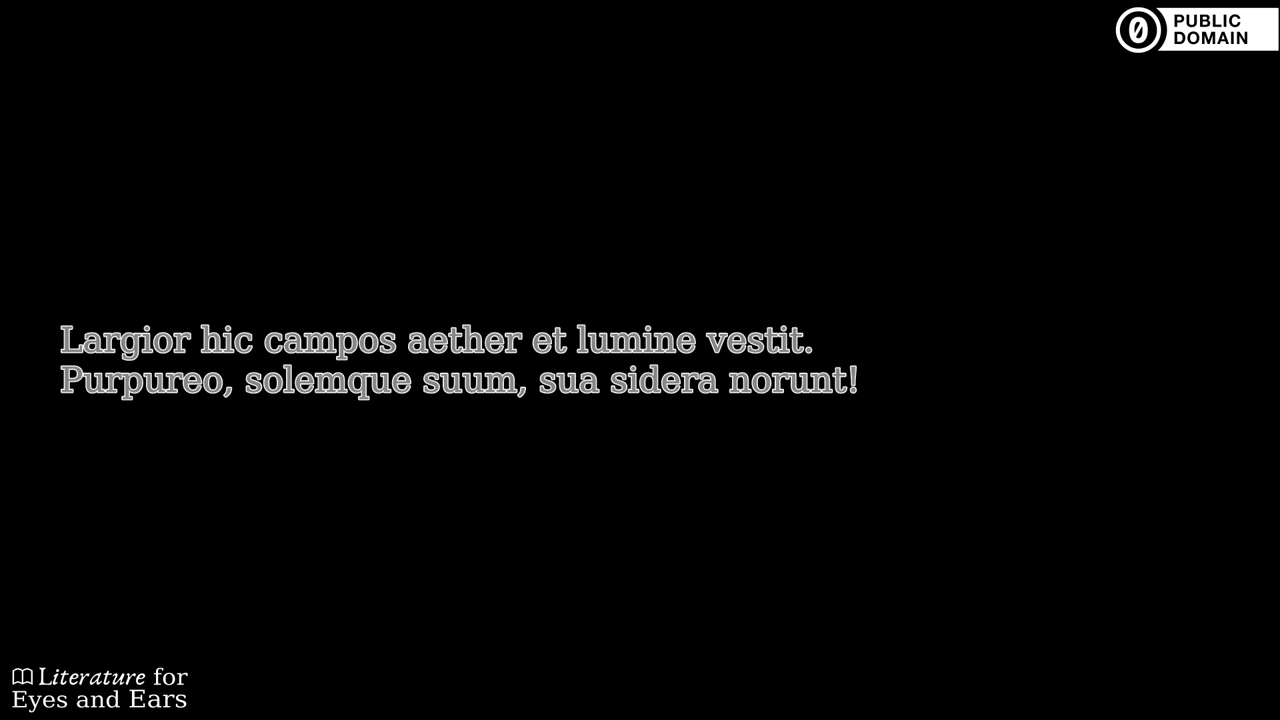 PUBLIC
DOMAIN
Largior hic campos aether et lumine vestit.
Purpureo, solemque suum, sua sidera norunt!
Literature for
Eyes and Ears